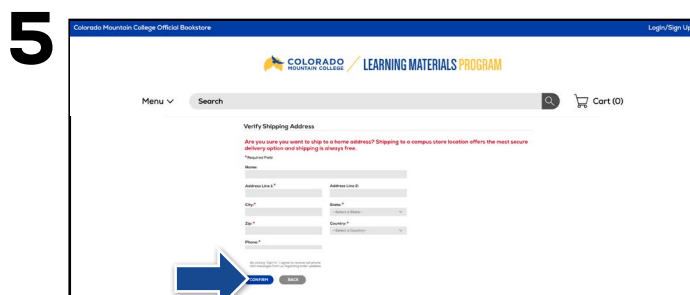 5
Colorado Mountain College Official Bookstore Login/Sign Up
COLORADO
MOUNTAIN COLLEGE
LEARNING MATERIALS PROGRAM
Menu Search Cart (0)
Verify Shipping Address
Are you sure you want to ship to a home address? Shipping to a campus store location offers the most secure
delivery option and shipping is always free.
*Required Field
Name:
Address Line 1:* Address Line 2:
City:* State:*
- Select a State -
Zip:* Country:*
- Select a Country -
Phone:*
CONFIRM BACK